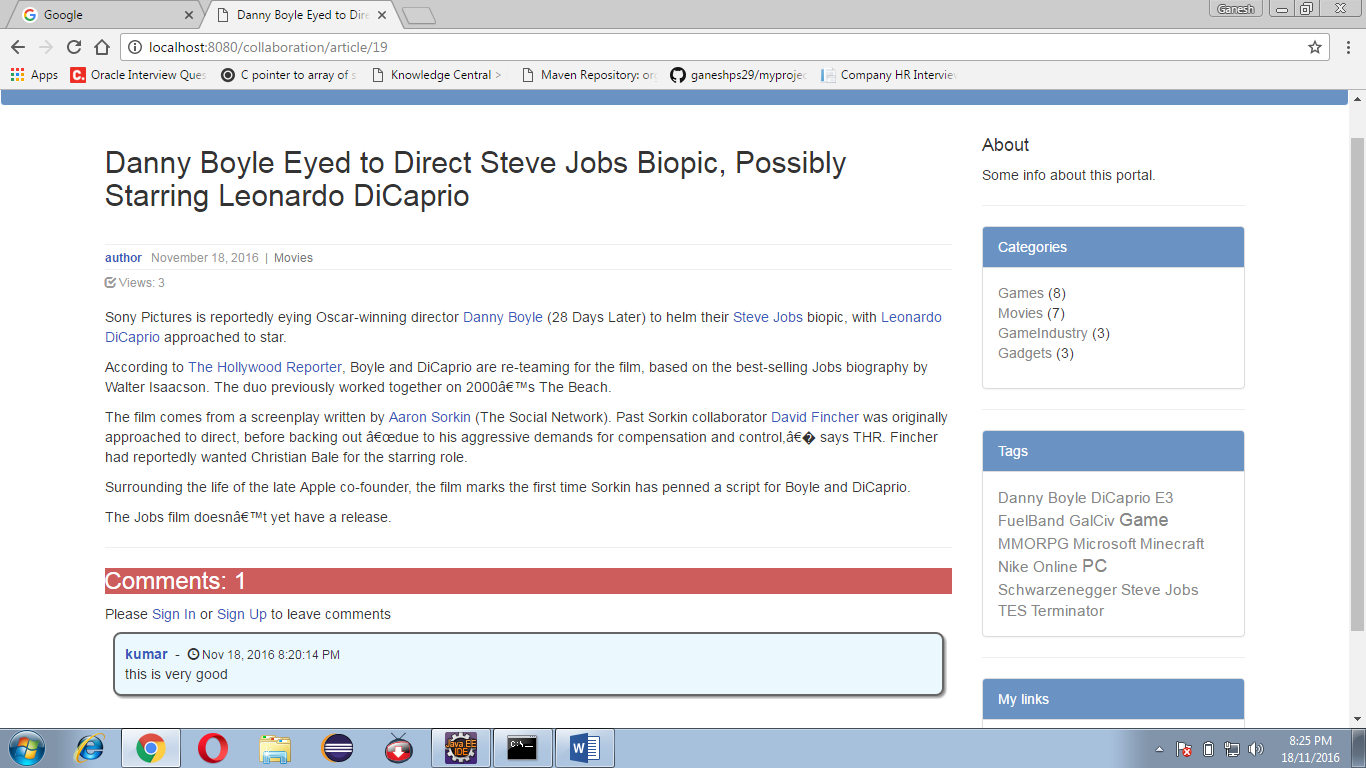 Google
Danny Boyle Eyed to Dire
Ganesh
localhost:8080/collaboration/article/19
Apps
Oracle Interview Ques
C pointer to array of s
Knowledge Central >
Maven Repository: org
ganeshps29/myprojec
Company HR Interview
Danny Boyle Eyed to Direct Steve Jobs Biopic, Possibly
Starring Leonardo DiCaprio
author November 18, 2016 | Movies
Views: 3
Sony Pictures is reportedly eying Oscar-winning director Danny Boyle (28 Days Later) to helm their Steve Jobs biopic, with Leonardo
DiCaprio approached to star.
According to The Hollywood Reporter, Boyle and DiCaprio are re-teaming for the film, based on the best-selling Jobs biography by
Walter Isaacson. The duo previously worked together on 2000â€™s The Beach.
The film comes from a screenplay written by Aaron Sorkin (The Social Network). Past Sorkin collaborator David Fincher was originally
approached to direct, before backing out â€œdue to his aggressive demands for compensation and control,â€� says THR. Fincher
had reportedly wanted Christian Bale for the starring role.
Surrounding the life of the late Apple co-founder, the film marks the first time Sorkin has penned a script for Boyle and DiCaprio.
The Jobs film doesnâ€™t yet have a release.
Comments: 1
Please Sign In or Sign Up to leave comments
kumar - Nov 18, 2016 8:20:14 PM
this is very good
About
Some info about this portal.
Categories
Games (8)
Movies (7)
GameIndustry (3)
Gadgets (3)
Tags
Danny Boyle DiCaprio E3
FuelBand GalCiv Game
MMORPG Microsoft Minecraft
Nike Online PC
Schwarzenegger Steve Jobs
TES Terminator
My links
Java EE
IDE
C:\.
8:25 PM
18/11/2016